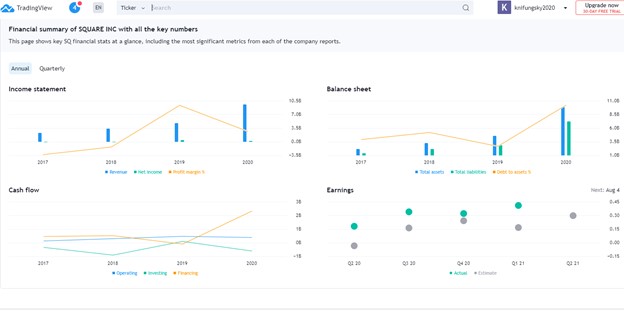 TradingView
EN
Ticker
Search
K
knifungsky2020
Upgrade now
30 DAY FREE TRIAL
Financial summary of SQUARE INC with all the key numbers
This page shows key SQ financial stats at a glance, including the most significant metrics from each of the company reports.
Annual Quarterly
Income statement
10.5B
7.0B
3.5B
0.0B
−3.5B
2017 2018 2019 2020
Revenue Net income Profit margin %
Balance sheet
11.0B
8.5B
6.0B
3.5B
1.0B
2017 2018 2019 2020
Total assets Total liabilities Debt to assets %
Cash flow
3B
2B
1B
0B
−1B
2017 2018 2019 2020
Operating Investing Financing
Earnings
Next: Aug 4
0.45
0.30
0.15
0.00
−0.15
Q2 20 Q3 20 Q4 20 Q1 21 Q2 21
Actual Estimate